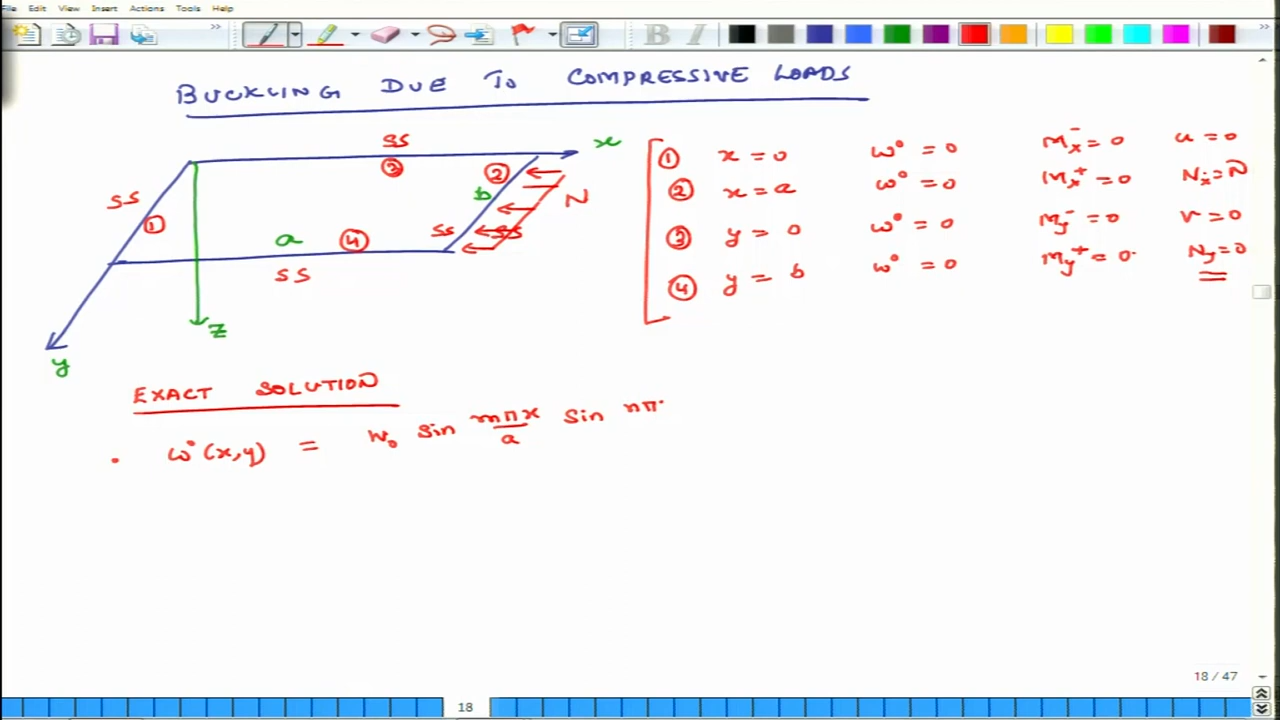 File Edit View Insert Actions Tools Help
BUCKLING DUE TO COMPRESSIVE LOADS
ss
x
③
②
ss
①
b
N
a
④
ss
ss
ss
z
y
① x = 0 w° = 0 Mx⁻ = 0 u = 0
② x = a w° = 0 Mx⁺ = 0 Nx = N
③ y = 0 w° = 0 My⁻ = 0 v = 0
④ y = b w° = 0 My⁺ = 0 Ny = 0
EXACT SOLUTION
• w°(x,y) = W₀ sin mπx/a sin nπ
18 / 47
18